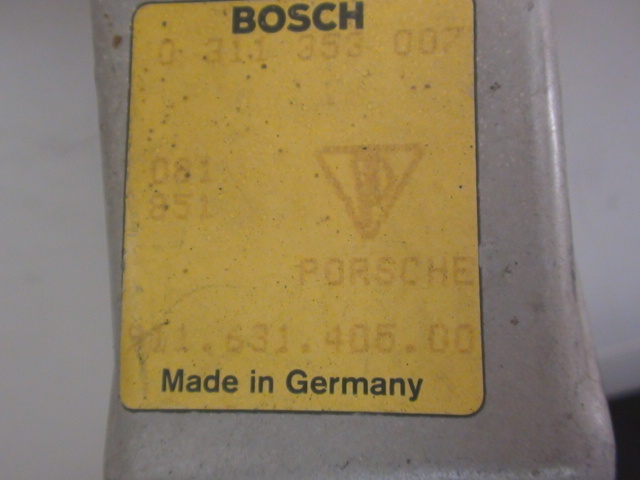 BOSCH
0 311 353 007
081
851
PORSCHE
911.631.405.00
Made in Germany